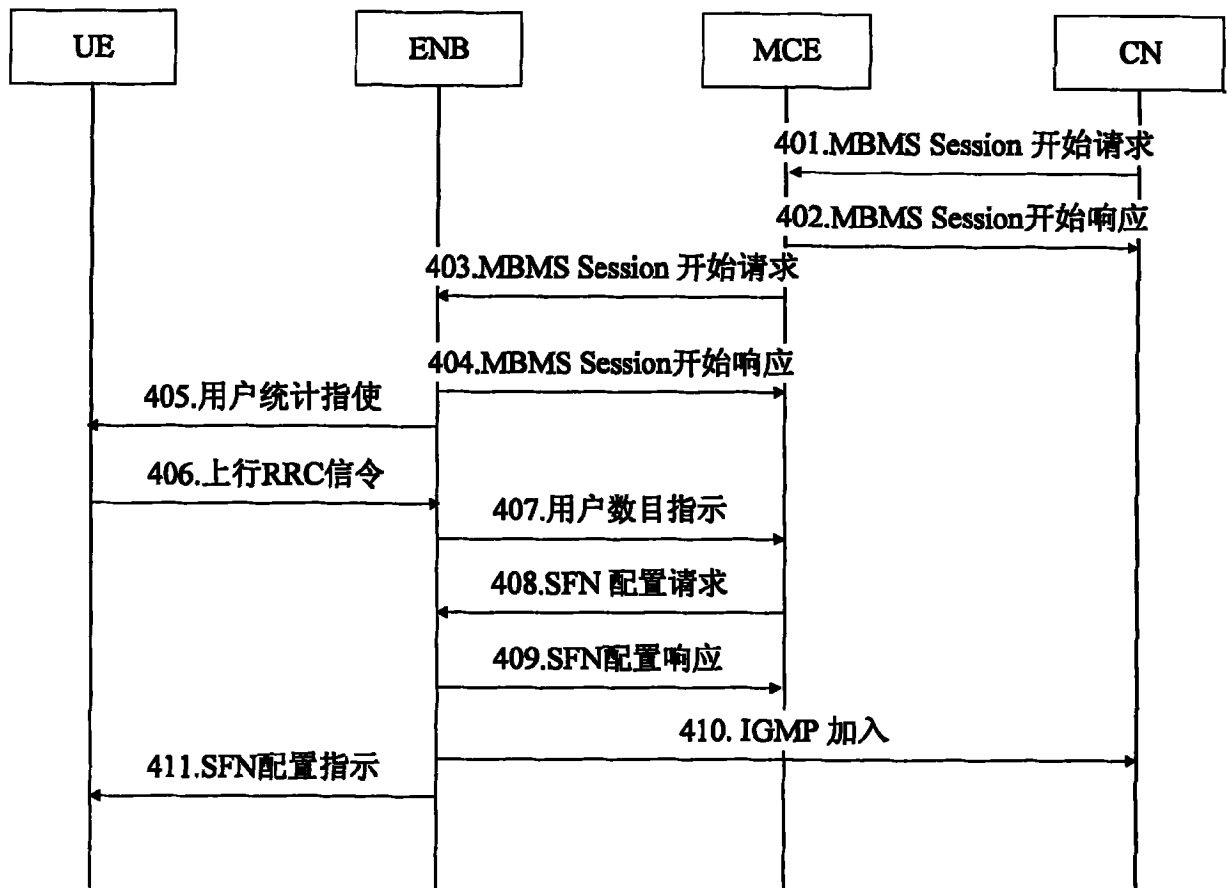 UE
ENB
MCE
CN
401.MBMS Session 开始请求
402.MBMS Session开始响应
403.MBMS Session 开始请求
404.MBMS Session开始响应
405.用户统计指使
406.上行RRC信令
407.用户数目指示
408.SFN 配置请求
409.SFN配置响应
410. IGMP 加入
411.SFN配置指示